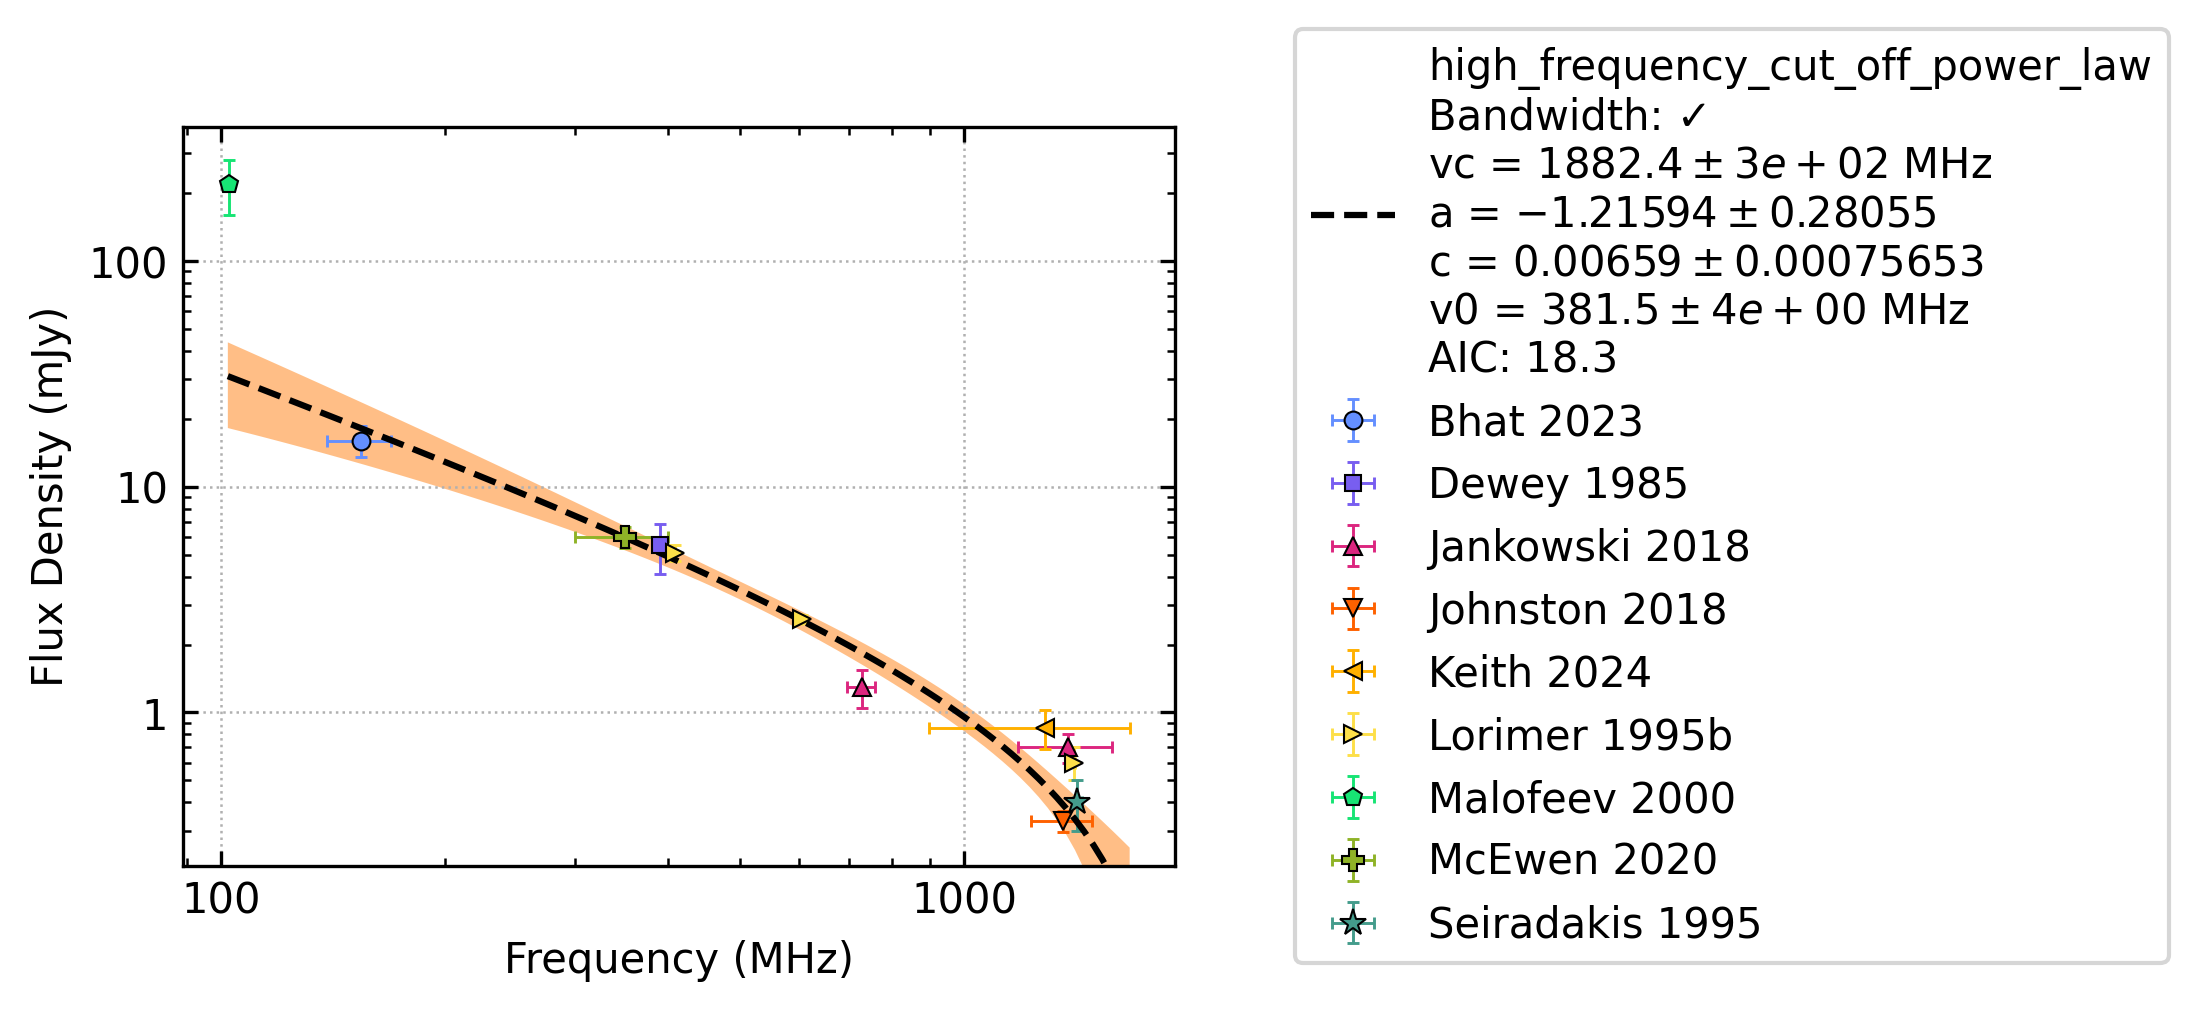 100
10
1
100
1000
Flux Density (mJy)
Frequency (MHz)
high_frequency_cut_off_power_law
Bandwidth: ✓
vc = 1882.4 ± 3e + 02 MHz
a = −1.21594 ± 0.28055
c = 0.00659 ± 0.00075653
v0 = 381.5 ± 4e + 00 MHz
AIC: 18.3
Bhat 2023
Dewey 1985
Jankowski 2018
Johnston 2018
Keith 2024
Lorimer 1995b
Malofeev 2000
McEwen 2020
Seiradakis 1995